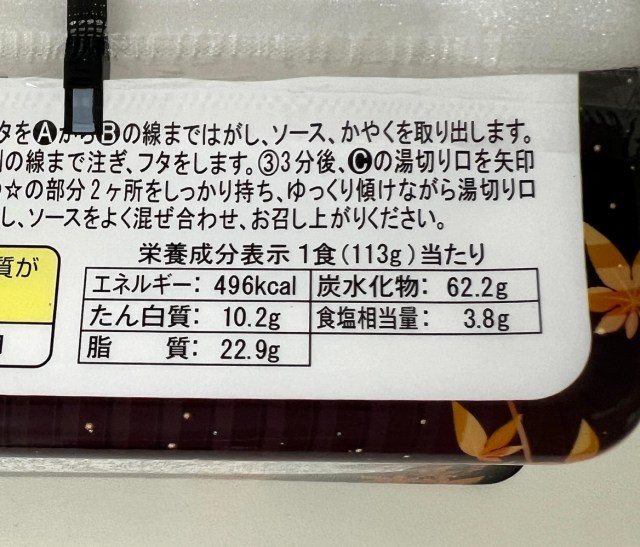 タをⒶからⒷの線まではがし、ソース、かやくを取り出します。
の線まで注ぎ、フタをします。③3分後、Ⓒの湯切り口を矢印
☆の部分2ヶ所をしっかり持ち、ゆっくり傾けながら湯切り口
し、ソースをよく混ぜ合わせ、お召し上がりください。
質が
栄養成分表示 1食(113g)当たり
エネルギー: 496kcal 炭水化物: 62.2g
たん白質: 10.2g 食塩相当量: 3.8g
脂 質: 22.9g